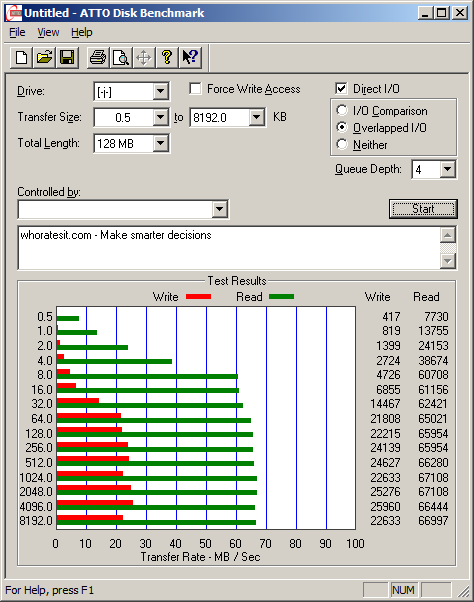 Untitled - ATTO Disk Benchmark
File View Help
Drive: [-j-] Force Write Access Direct I/O
Transfer Size: 0.5 to 8192.0 KB
I/O Comparison
Overlapped I/O
Neither
Total Length: 128 MB
Queue Depth: 4
Controlled by:
Start
whoratesit.com - Make smarter decisions
Test Results
Write Read Write Read
0.5 417 7730
1.0 819 13755
2.0 1399 24153
4.0 2724 38674
8.0 4726 60708
16.0 6855 61156
32.0 14467 62421
64.0 21808 65021
128.0 22215 65954
256.0 24139 65954
512.0 24627 66280
1024.0 22633 67108
2048.0 25276 67108
4096.0 25960 66444
8192.0 22633 66997
0 10 20 30 40 50 60 70 80 90 100
Transfer Rate - MB / Sec
For Help, press F1 NUM